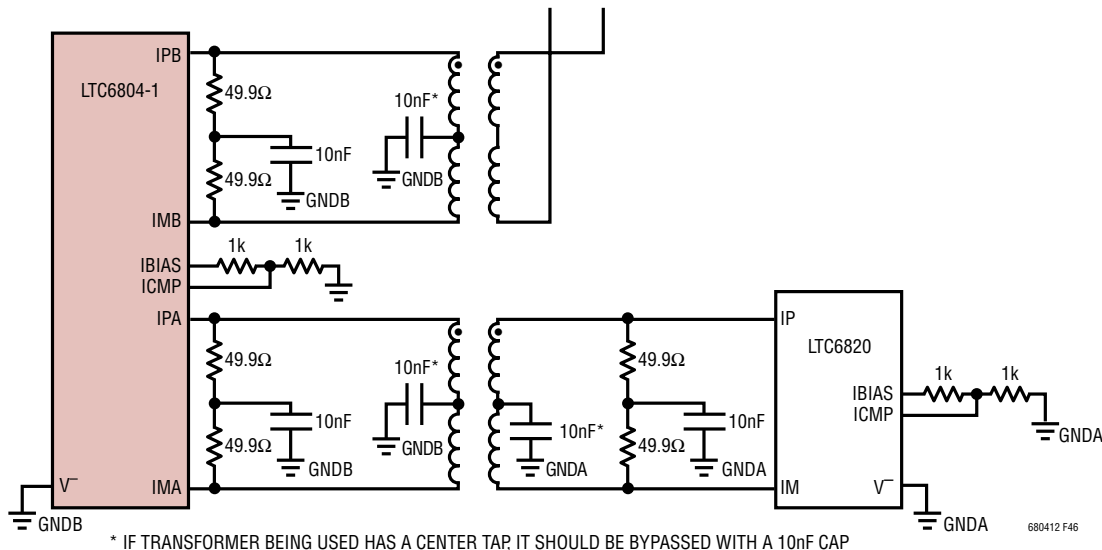 IPB
LTC6804-1
49.9Ω
10nF*
10nF
49.9Ω
GNDB
GNDB
IMB
1k 1k
IBIAS
ICMP
IPA
IP
49.9Ω
10nF*
49.9Ω
LTC6820
1k 1k
IBIAS
ICMP
10nF
10nF*
10nF
49.9Ω
GNDB
49.9Ω
GNDA
GNDB
GNDA
GNDA
V–
IMA
IM
V–
GNDB
GNDA
680412 F46
* IF TRANSFORMER BEING USED HAS A CENTER TAP, IT SHOULD BE BYPASSED WITH A 10nF CAP